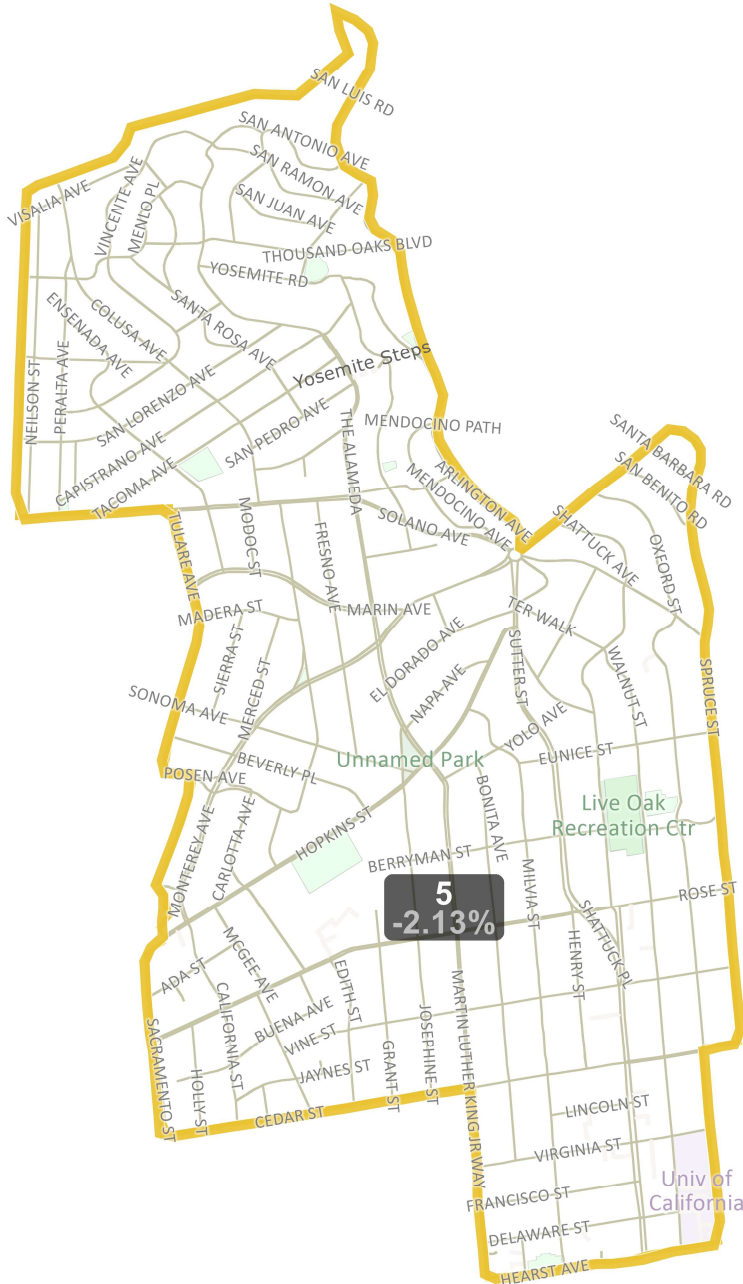 SAN LUIS RD
SAN ANTONIO AVE
SAN RAMON AVE
VISALIA AVE
VINCENTE AVE
MENLO PL
SAN JUAN AVE
THOUSAND OAKS BLVD
YOSEMITE RD
ENSENADA AVE
COLUSA AVE
SANTA ROSA AVE
NEILSON ST
PERALTA AVE
Yosemite Steps
SAN LORENZO AVE
SAN PEDRO AVE
CAPISTRANO AVE
TACOMA AVE
THE ALAMEDA
MENDOCINO PATH
ARLINGTON AVE
MENDOCINO AVE
SANTA BARBARA RD
SAN BENITO RD
SHATTUCK AVE
OXFORD ST
SOLANO AVE
TULARE AVE
MODOC ST
FRESNO AVE
MADERA ST
MARIN AVE
TER WALK
SIERRA ST
MERCED ST
EL DORADO AVE
NAPA AVE
SUTTER ST
WALNUT ST
SPRUCE ST
SONOMA AVE
YOLO AVE
EUNICE ST
BEVERLY PL
POSEN AVE
Unnamed Park
BONITA AVE
Live Oak
Recreation Ctr
MONTEREY AVE
CARLOTTA AVE
HOPKINS ST
BERRYMAN ST
MILVIA ST
5
-2.13%
ROSE ST
SHATTUCK PL
HENRY ST
ADA ST
MCGEE AVE
EDITH ST
MARTIN LUTHER KING JR WAY
CALIFORNIA ST
BUENA AVE
VINE ST
JOSEPHINE ST
SACRAMENTO ST
HOLLY ST
JAYNES ST
GRANT ST
CEDAR ST
LINCOLN ST
VIRGINIA ST
FRANCISCO ST
Univ of
California
DELAWARE ST
HEARST AVE